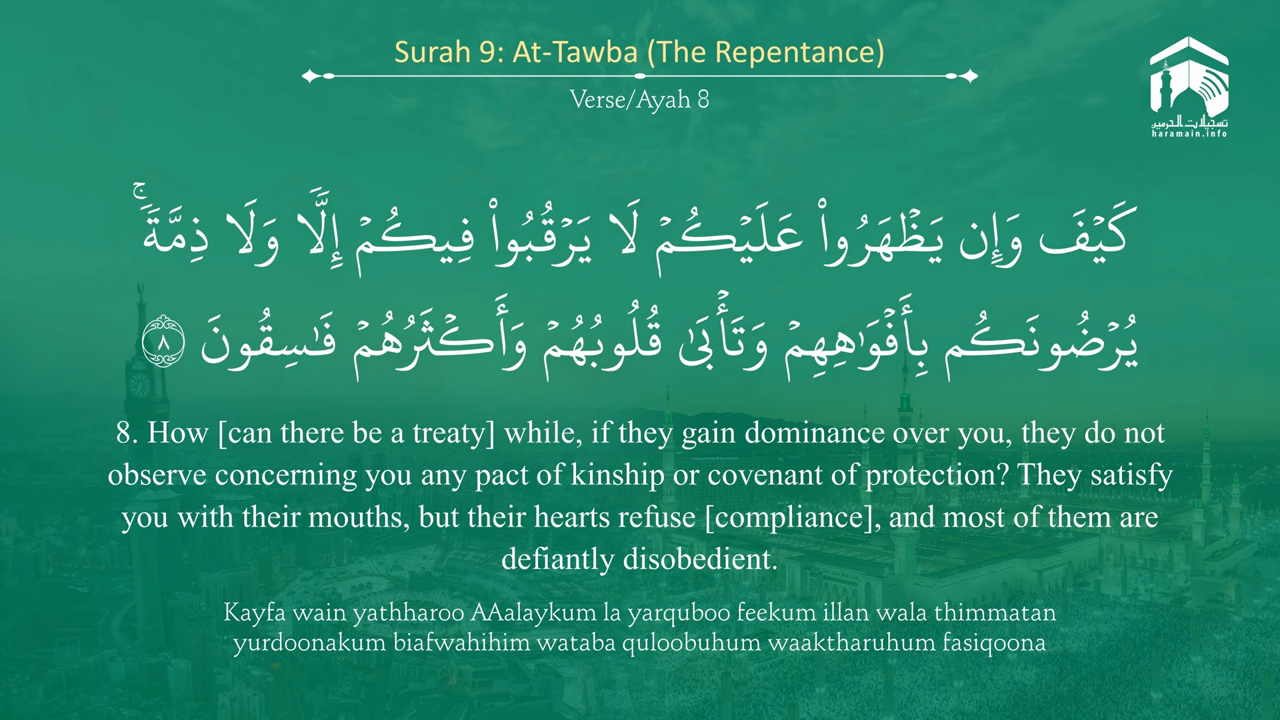 Surah 9: At-Tawba (The Repentance)
Verse/Ayah 8
تسجيلات الحرمين
haramain.info
كَيْفَ وَإِن يَظْهَرُوا۟ عَلَيْكُمْ لَا يَرْقُبُوا۟ فِيكُمْ إِلًّا وَلَا ذِمَّةً ۚ
يُرْضُونَكُم بِأَفْوَٰهِهِمْ وَتَأْبَىٰ قُلُوبُهُمْ وَأَكْثَرُهُمْ فَـٰسِقُونَ ٨
8. How [can there be a treaty] while, if they gain dominance over you, they do not
observe concerning you any pact of kinship or covenant of protection? They satisfy
you with their mouths, but their hearts refuse [compliance], and most of them are
defiantly disobedient.
Kayfa wain yathharoo AAalaykum la yarquboo feekum illan wala thimmatan
yurdoonakum biafwahihim wataba quloobuhum waaktharuhum fasiqoona